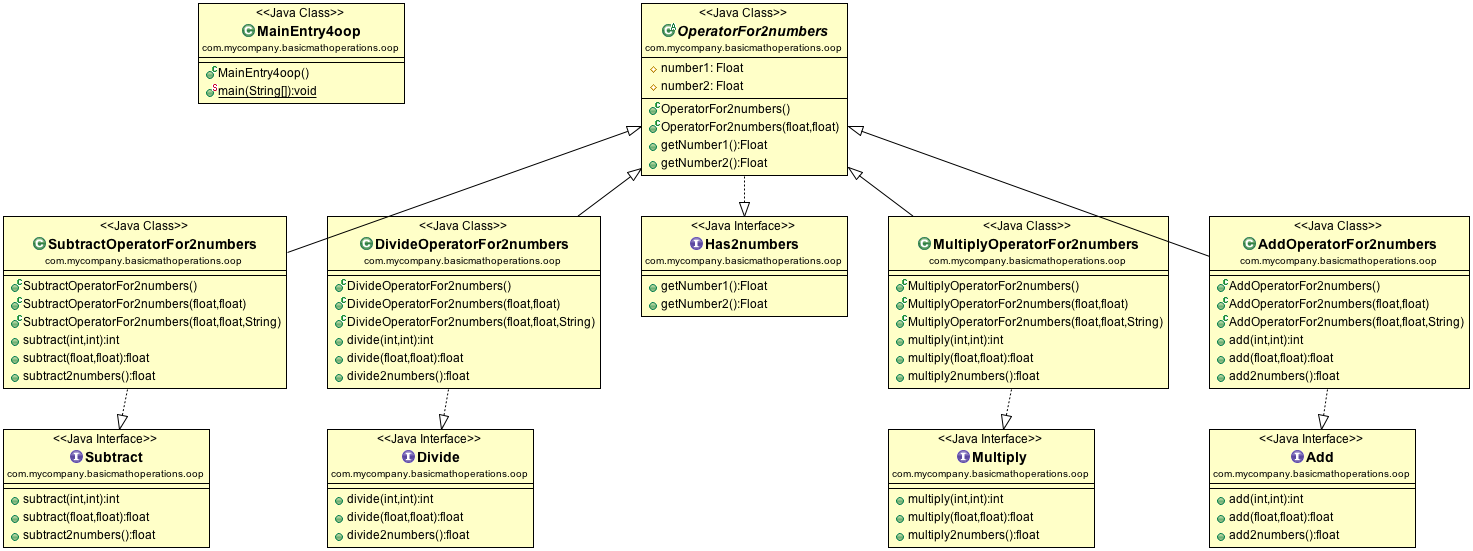 <<Java Class>>
MainEntry4oop
com.mycompany.basicmathoperations.oop
MainEntry4oop()
main(String[]):void
<<Java Class>>
OperatorFor2numbers
com.mycompany.basicmathoperations.oop
number1: Float
number2: Float
OperatorFor2numbers()
OperatorFor2numbers(float,float)
getNumber1():Float
getNumber2():Float
<<Java Class>>
SubtractOperatorFor2numbers
com.mycompany.basicmathoperations.oop
SubtractOperatorFor2numbers()
SubtractOperatorFor2numbers(float,float)
SubtractOperatorFor2numbers(float,float,String)
subtract(int,int):int
subtract(float,float):float
subtract2numbers():float
<<Java Class>>
DivideOperatorFor2numbers
com.mycompany.basicmathoperations.oop
DivideOperatorFor2numbers()
DivideOperatorFor2numbers(float,float)
DivideOperatorFor2numbers(float,float,String)
divide(int,int):int
divide(float,float):float
divide2numbers():float
<<Java Interface>>
Has2numbers
com.mycompany.basicmathoperations.oop
getNumber1():Float
getNumber2():Float
<<Java Class>>
MultiplyOperatorFor2numbers
com.mycompany.basicmathoperations.oop
MultiplyOperatorFor2numbers()
MultiplyOperatorFor2numbers(float,float)
MultiplyOperatorFor2numbers(float,float,String)
multiply(int,int):int
multiply(float,float):float
multiply2numbers():float
<<Java Class>>
AddOperatorFor2numbers
com.mycompany.basicmathoperations.oop
AddOperatorFor2numbers()
AddOperatorFor2numbers(float,float)
AddOperatorFor2numbers(float,float,String)
add(int,int):int
add(float,float):float
add2numbers():float
<<Java Interface>>
Subtract
com.mycompany.basicmathoperations.oop
subtract(int,int):int
subtract(float,float):float
subtract2numbers():float
<<Java Interface>>
Divide
com.mycompany.basicmathoperations.oop
divide(int,int):int
divide(float,float):float
divide2numbers():float
<<Java Interface>>
Multiply
com.mycompany.basicmathoperations.oop
multiply(int,int):int
multiply(float,float):float
multiply2numbers():float
<<Java Interface>>
Add
com.mycompany.basicmathoperations.oop
add(int,int):int
add(float,float):float
add2numbers():float